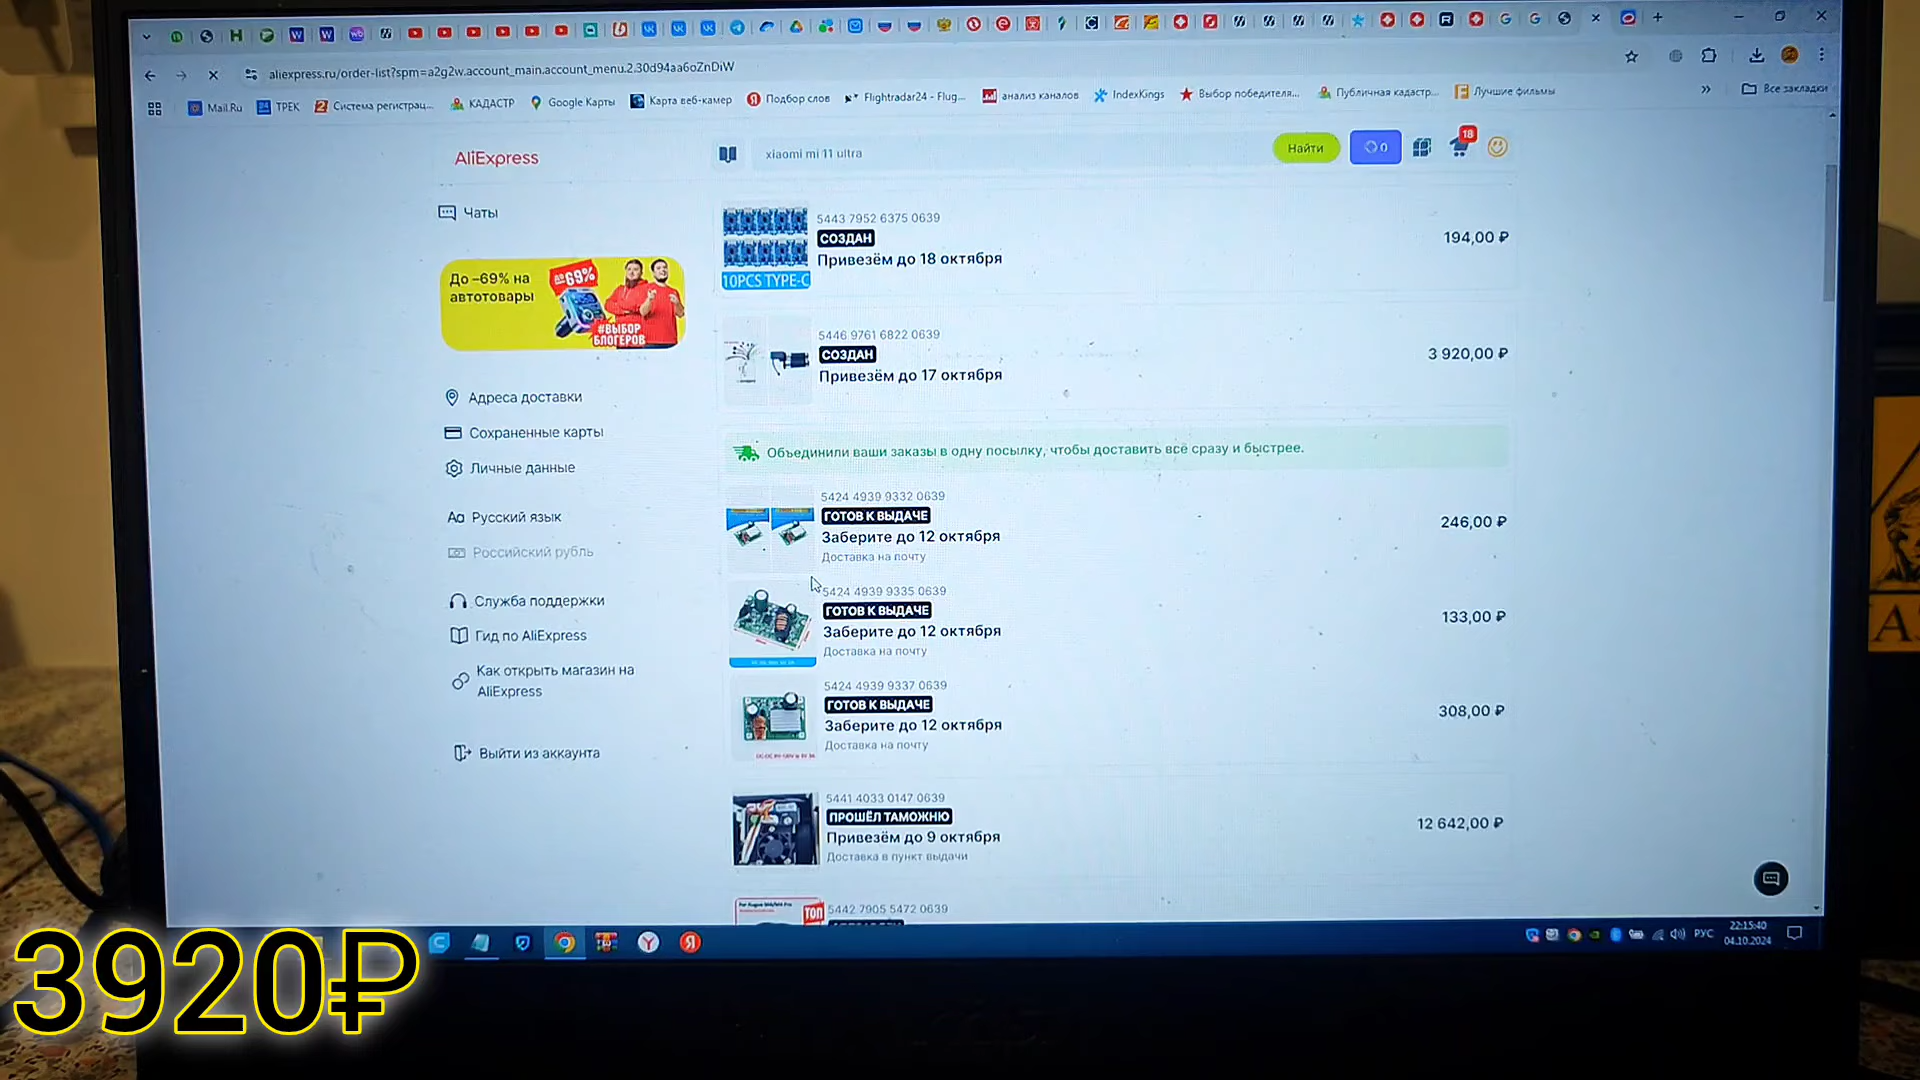 aliexpress.ru/order-list?spm=a2g2w.account_main.account_menu.2.30d94aa6oZnDiW
Mail.Ru
ТРЕК
Система регистрац...
КАДАСТР
Google Карты
Карта веб-камер
Подбор слов
Flightradar24 - Flug...
анализ каналов
IndexKings
Выбор победителя...
Публичная кадастр...
Лучшие фильмы
»
Все закладки
AliExpress
xiaomi mi 11 ultra
Найти
0
18
Чаты
До −69% на
автотовары
69%
#ВЫБОР
БЛОГЕРОВ
Адреса доставки
Сохраненные карты
Личные данные
Русский язык
Российский рубль
Служба поддержки
Гид по AliExpress
Как открыть магазин на
AliExpress
Выйти из аккаунта
10PCS TYPE-C
5443 7952 6375 0639
СОЗДАН
Привезём до 18 октября
194,00 ₽
5446 9761 6822 0639
СОЗДАН
Привезём до 17 октября
3 920,00 ₽
Объединили ваши заказы в одну посылку, чтобы доставить всё сразу и быстрее.
5424 4939 9332 0639
ГОТОВ К ВЫДАЧЕ
Заберите до 12 октября
Доставка на почту
246,00 ₽
5424 4939 9335 0639
ГОТОВ К ВЫДАЧЕ
Заберите до 12 октября
Доставка на почту
133,00 ₽
5424 4939 9337 0639
ГОТОВ К ВЫДАЧЕ
Заберите до 12 октября
Доставка на почту
308,00 ₽
5441 4033 0147 0639
ПРОШЁЛ ТАМОЖНЮ
Привезём до 9 октября
Доставка в пункт выдачи
12 642,00 ₽
ТОП
5442 7905 5472 0639
РУС
22:15:40
04.10.2024
3920₽